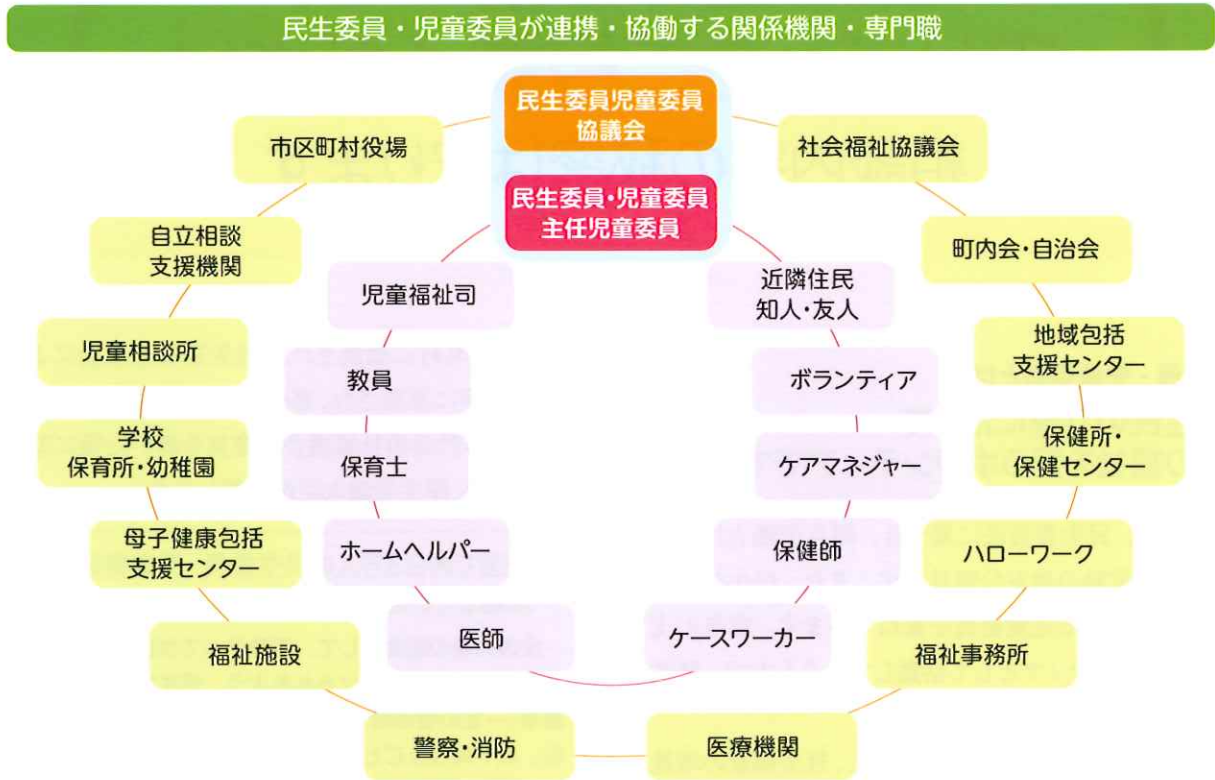 民生委員・児童委員が連携・協働する関係機関・専門職
民生委員児童委員
協議会
民生委員・児童委員
主任児童委員
市区町村役場
社会福祉協議会
自立相談
支援機関
町内会・自治会
児童福祉司
近隣住民
知人・友人
児童相談所
地域包括
支援センター
教員
ボランティア
学校
保育所・幼稚園
保健所・
保健センター
保育士
ケアマネジャー
母子健康包括
支援センター
ハローワーク
ホームヘルパー
保健師
福祉施設
福祉事務所
医師
ケースワーカー
警察・消防
医療機関